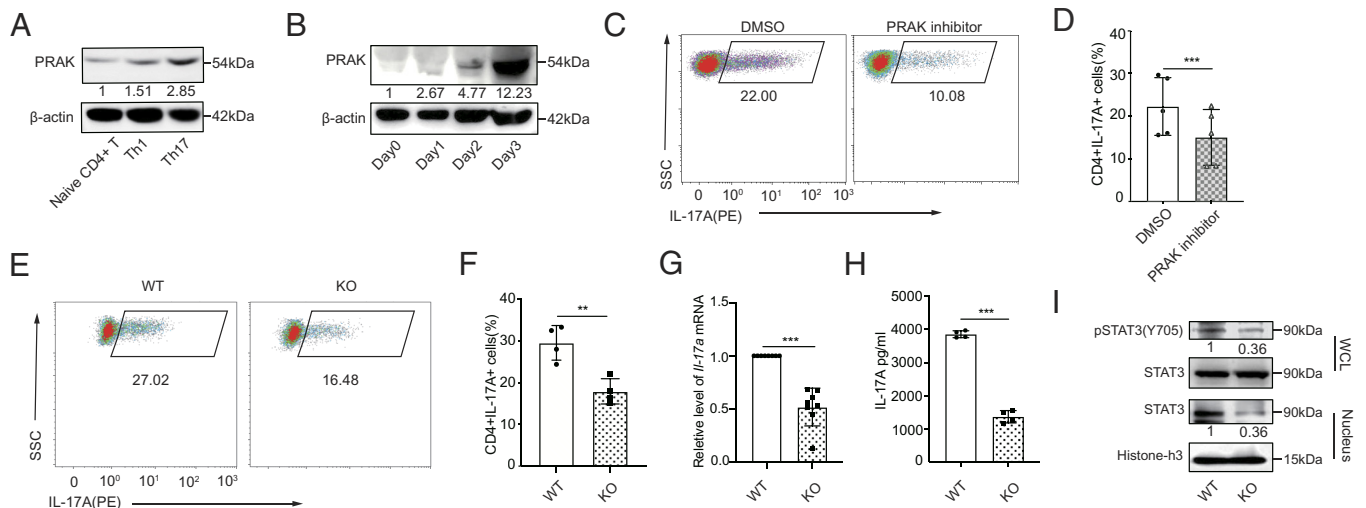 A
PRAK
54kDa
1 1.51 2.85
β-actin
42kDa
Naive CD4+ T
Th1
Th17
B
PRAK
54kDa
1 2.67 4.77 12.23
β-actin
42kDa
Day0
Day1
Day2
Day3
C
DMSO
PRAK inhibitor
22.00
10.08
SSC
0 10⁰ 10¹ 10² 10³
IL-17A(PE)
D
CD4+IL-17A+ cells(%)
40
30
20
10
0
***
DMSO
PRAK inhibitor
E
WT
KO
27.02
16.48
SSC
0 10⁰ 10¹ 10² 10³
IL-17A(PE)
F
CD4+IL-17A+ cells(%)
40
30
20
10
0
**
WT
KO
G
Reletive level of Il-17a mRNA
1.5
1.0
0.5
0.0
***
WT
KO
H
IL-17A pg/ml
5000
4000
3000
2000
1000
0
***
WT
KO
I
pSTAT3(Y705)
90kDa
1 0.36
STAT3
90kDa
WCL
STAT3
90kDa
1 0.36
Histone-h3
15kDa
Nucleus
WT
KO